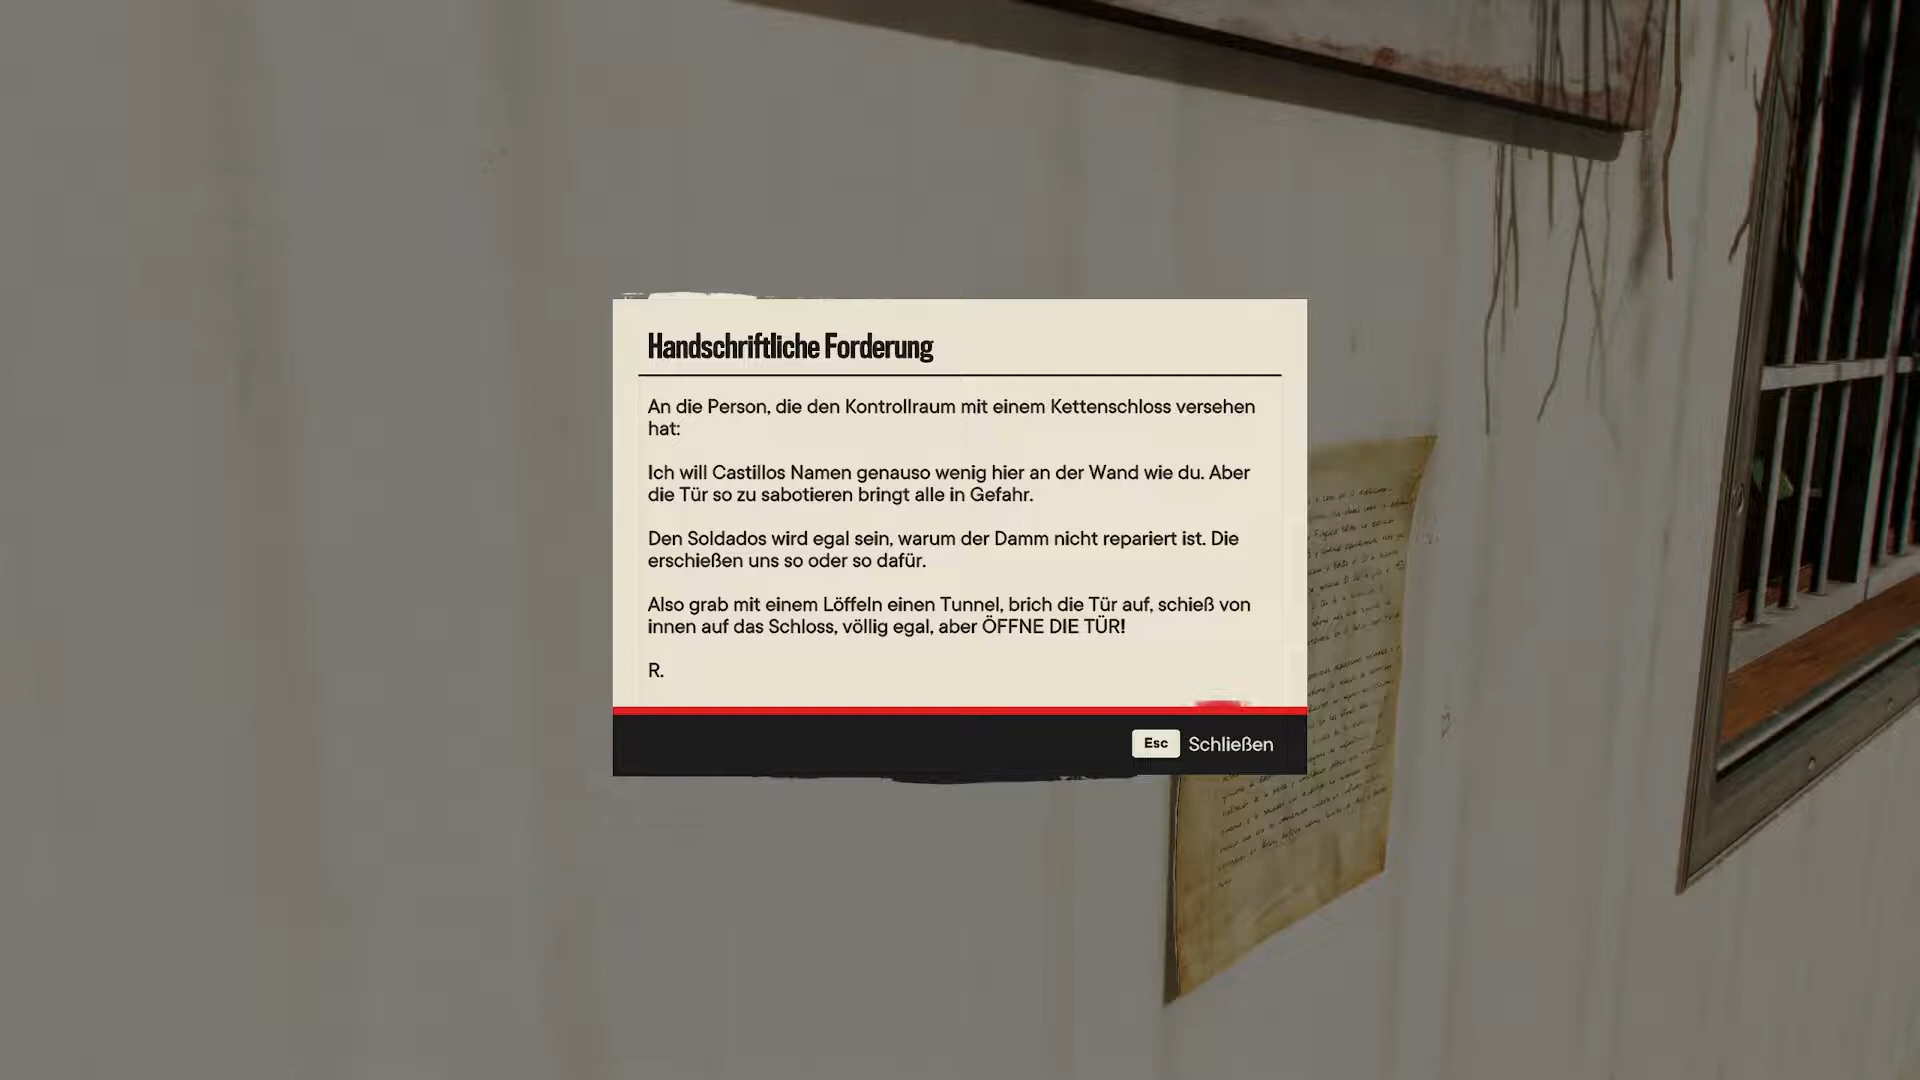 Handschriftliche Forderung
An die Person, die den Kontrollraum mit einem Kettenschloss versehen
hat:
Ich will Castillos Namen genauso wenig hier an der Wand wie du. Aber
die Tür so zu sabotieren bringt alle in Gefahr.
Den Soldados wird egal sein, warum der Damm nicht repariert ist. Die
erschießen uns so oder so dafür.
Also grab mit einem Löffeln einen Tunnel, brich die Tür auf, schieß von
innen auf das Schloss, völlig egal, aber ÖFFNE DIE TÜR!
R.
Esc Schließen